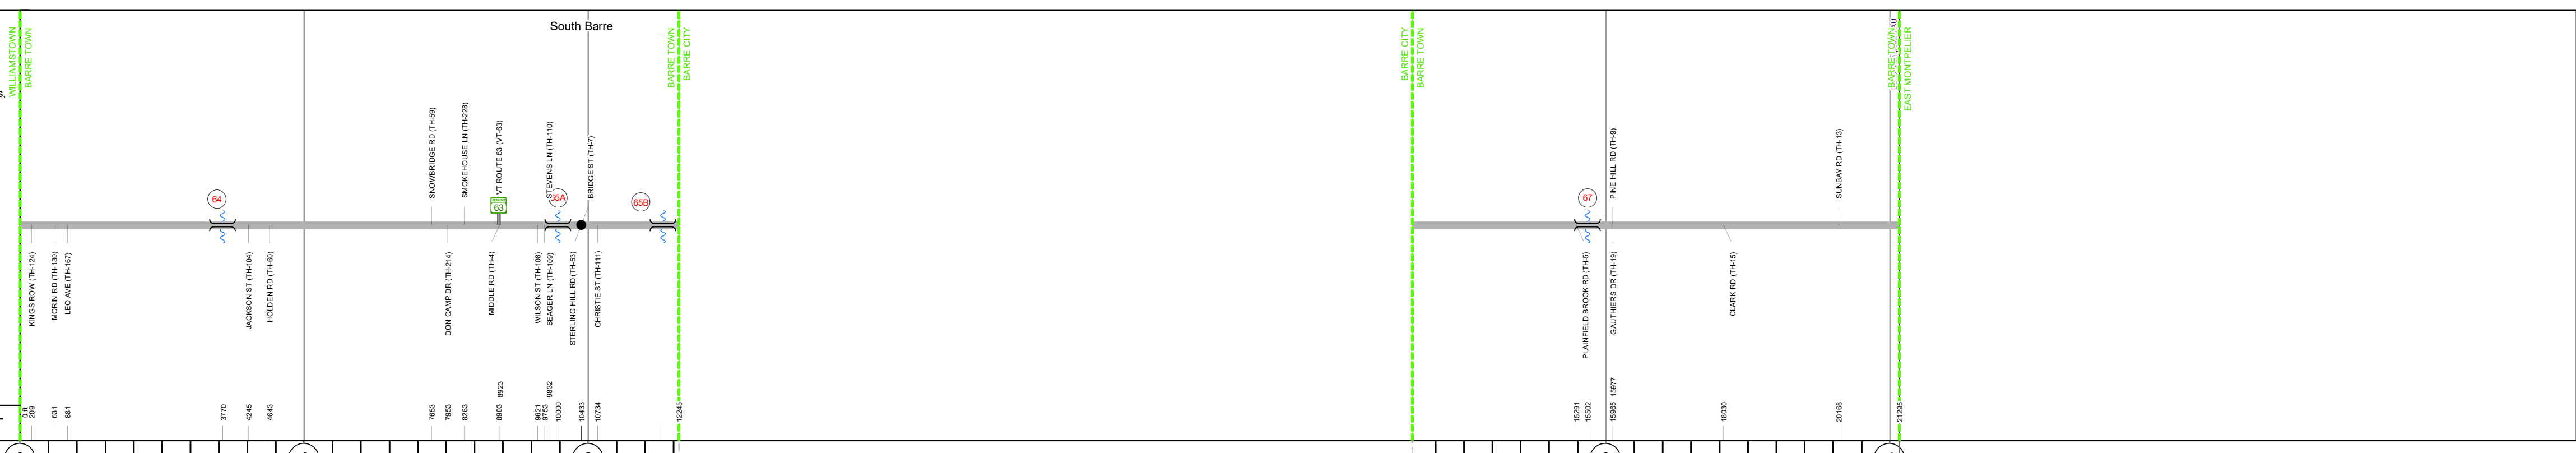 South Barre
WILLIAMSTOWN
BARRE TOWN
BARRE TOWN
BARRE CITY
BARRE CITY
BARRE TOWN
BARRE TOWN
EAST MONTPELIER
s,
SNOWBRIDGE RD (TH-59)
SMOKEHOUSE LN (TH-228)
VT ROUTE 63 (VT-63)
STEVENS LN (TH-110)
BRIDGE ST (TH-7)
PINE HILL RD (TH-9)
SUNBAY RD (TH-13)
64
63
65B
67
KINGS ROW (TH-124)
MORIN RD (TH-130)
LEO AVE (TH-167)
JACKSON ST (TH-104)
HOLDEN RD (TH-60)
DON CAMP DR (TH-214)
MIDDLE RD (TH-4)
WILSON ST (TH-108)
SEAGER LN (TH-109)
STERLING HILL RD (TH-53)
CHRISTIE ST (TH-111)
PLAINFIELD BROOK RD (TH-5)
GAUTHIERS DR (TH-19)
CLARK RD (TH-15)
0 ft
209
631
881
3770
4245
4643
7653
7953
8263
8903
8923
9621
9753
9832
10000
10433
10734
12245
15291
15502
15965
15977
18030
20168
21295